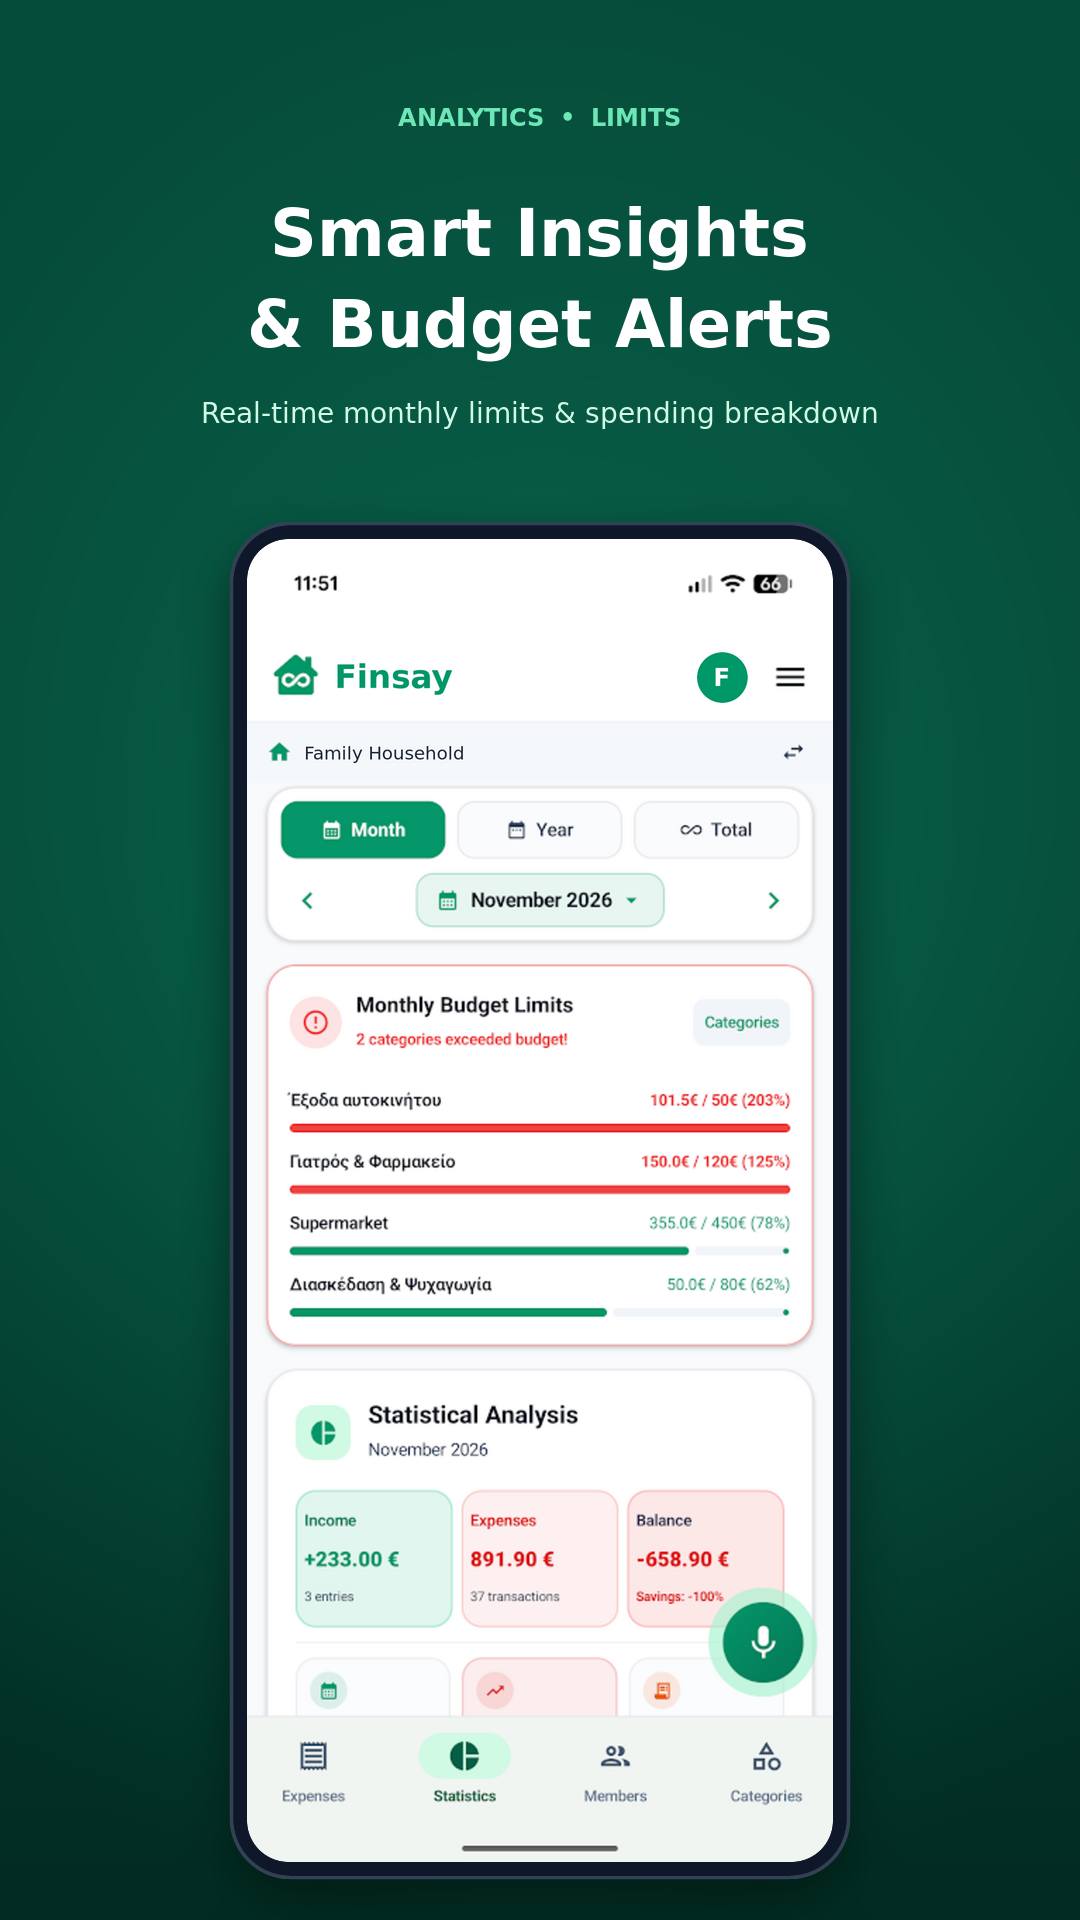 ANALYTICS • LIMITS
Smart Insights
& Budget Alerts
Real-time monthly limits & spending breakdown
11:51
66
Finsay
F
Family Household
Month
Year
Total
November 2026
Monthly Budget Limits
2 categories exceeded budget!
Categories
Έξοδα αυτοκινήτου
101.5€ / 50€ (203%)
Γιατρός & Φαρμακείο
150.0€ / 120€ (125%)
Supermarket
355.0€ / 450€ (78%)
Διασκέδαση & Ψυχαγωγία
50.0€ / 80€ (62%)
Statistical Analysis
November 2026
Income
+233.00 €
3 entries
Expenses
891.90 €
37 transactions
Balance
-658.90 €
Savings: -100%
Expenses
Statistics
Members
Categories